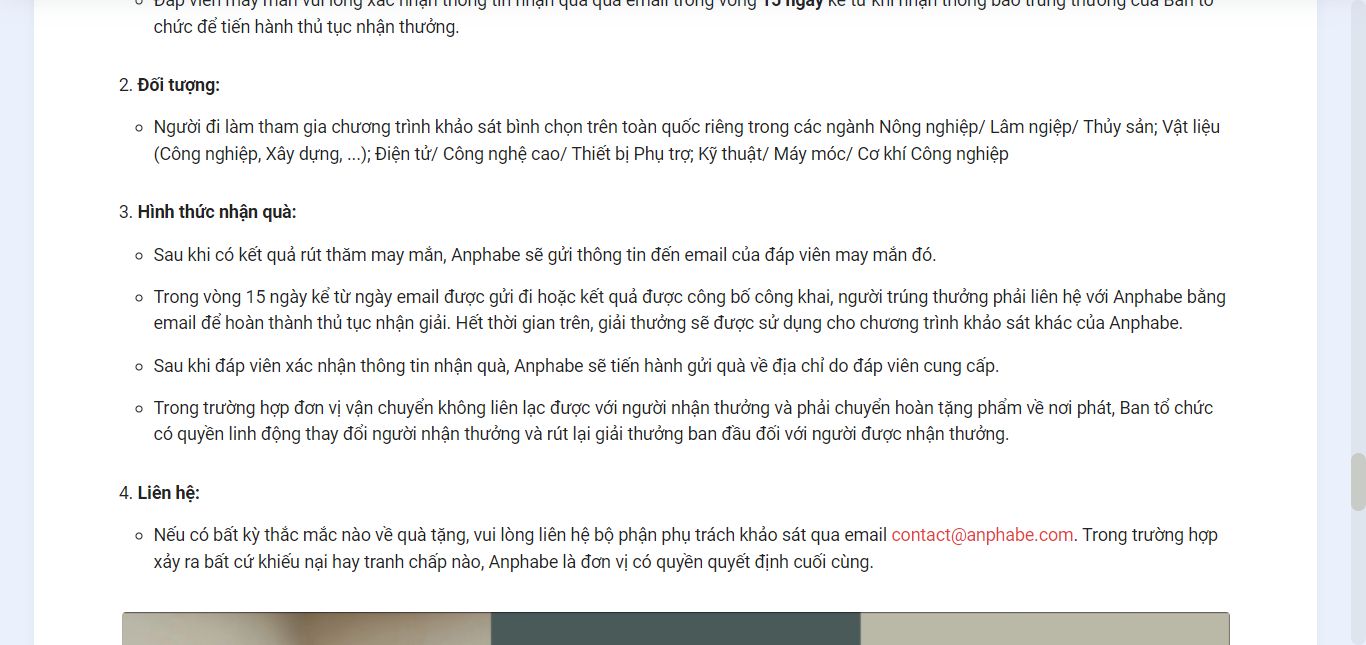 Đáp viên may mắn vui lòng xác nhận thông tin nhận quà qua email trong vòng 15 ngày kể từ khi nhận thông báo trúng thưởng của Ban tổ
chức để tiến hành thủ tục nhận thưởng.
2. Đối tượng:
Người đi làm tham gia chương trình khảo sát bình chọn trên toàn quốc riêng trong các ngành Nông nghiệp/ Lâm ngiệp/ Thủy sản; Vật liệu
(Công nghiệp, Xây dựng, ...); Điện tử/ Công nghệ cao/ Thiết bị Phụ trợ; Kỹ thuật/ Máy móc/ Cơ khí Công nghiệp
3. Hình thức nhận quà:
Sau khi có kết quả rút thăm may mắn, Anphabe sẽ gửi thông tin đến email của đáp viên may mắn đó.
Trong vòng 15 ngày kể từ ngày email được gửi đi hoặc kết quả được công bố công khai, người trúng thưởng phải liên hệ với Anphabe bằng
email để hoàn thành thủ tục nhận giải. Hết thời gian trên, giải thưởng sẽ được sử dụng cho chương trình khảo sát khác của Anphabe.
Sau khi đáp viên xác nhận thông tin nhận quà, Anphabe sẽ tiến hành gửi quà về địa chỉ do đáp viên cung cấp.
Trong trường hợp đơn vị vận chuyển không liên lạc được với người nhận thưởng và phải chuyển hoàn tặng phẩm về nơi phát, Ban tổ chức
có quyền linh động thay đổi người nhận thưởng và rút lại giải thưởng ban đầu đối với người được nhận thưởng.
4. Liên hệ:
Nếu có bất kỳ thắc mắc nào về quà tặng, vui lòng liên hệ bộ phận phụ trách khảo sát qua email contact@anphabe.com. Trong trường hợp
xảy ra bất cứ khiếu nại hay tranh chấp nào, Anphabe là đơn vị có quyền quyết định cuối cùng.